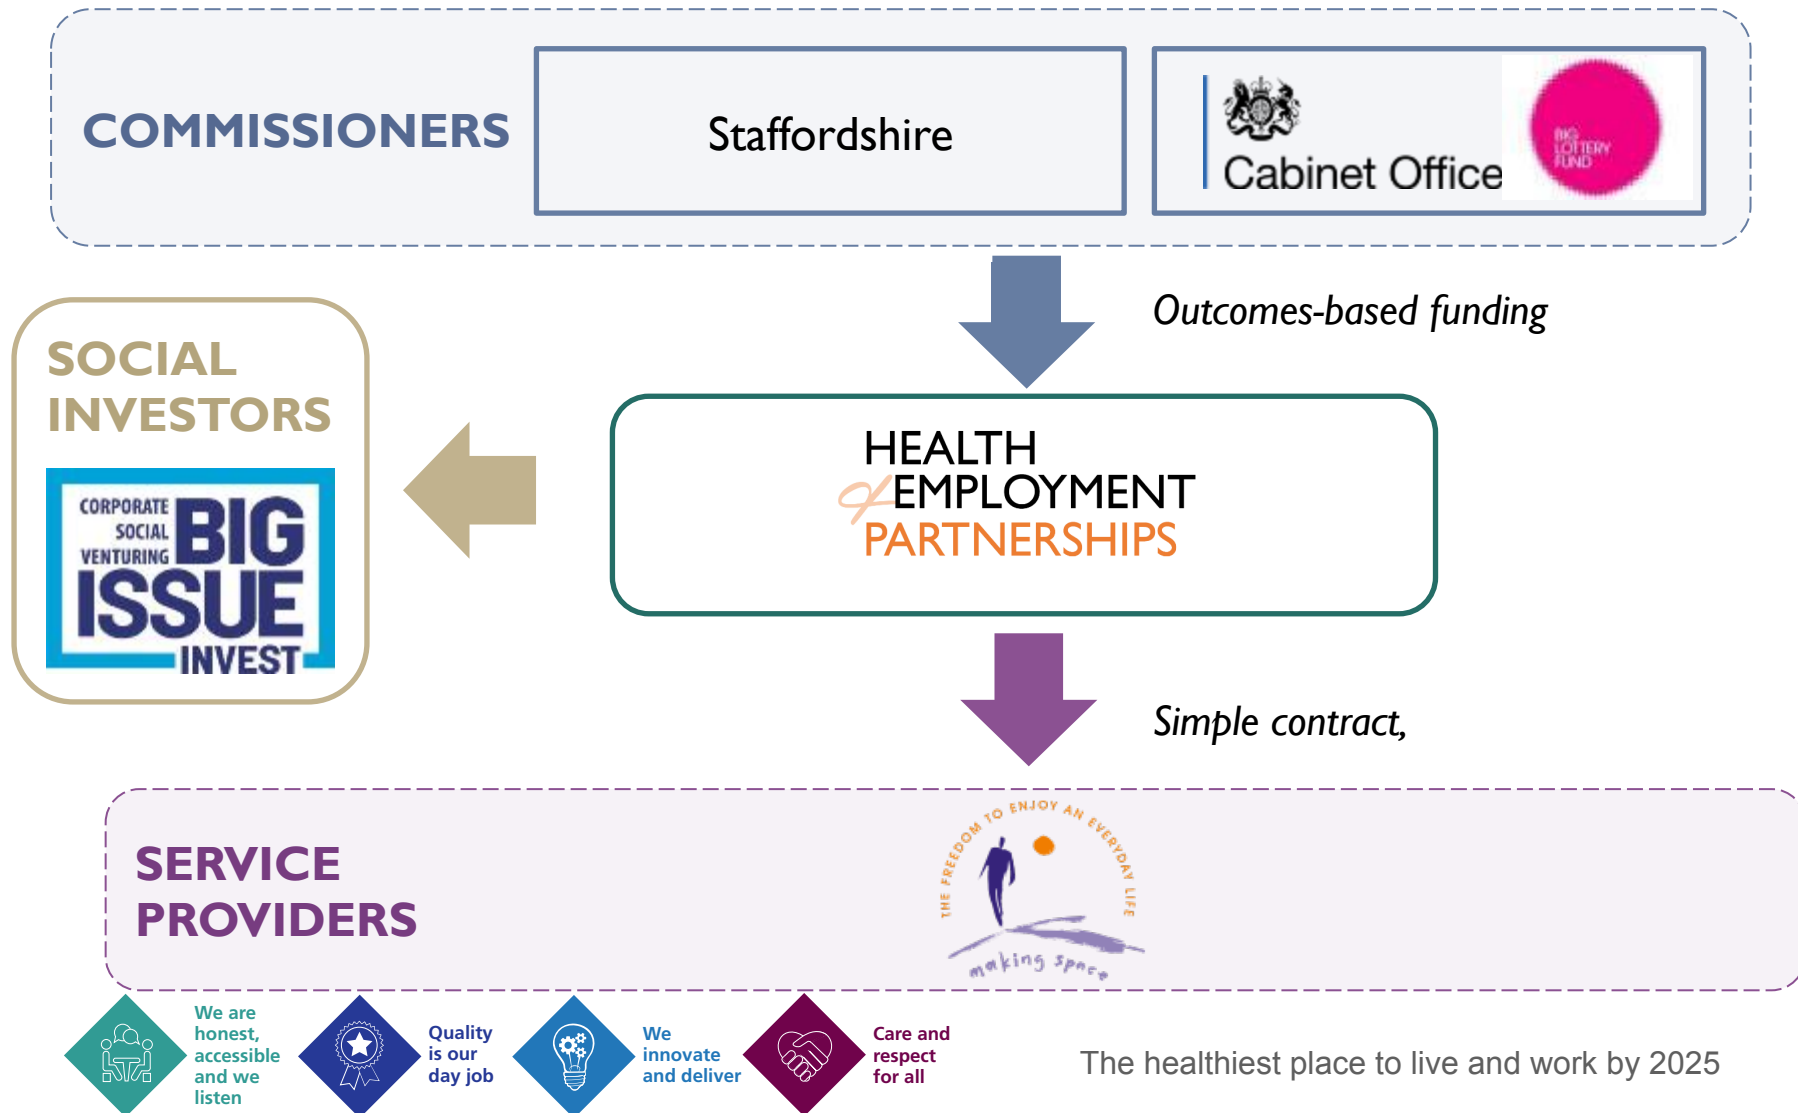 COMMISSIONERS
Staffordshire
Cabinet Office
BIG
LOTTERY
FUND
Outcomes-based funding
SOCIAL
INVESTORS
CORPORATE
SOCIAL
VENTURING
BIG
ISSUE
INVEST
HEALTH
& EMPLOYMENT
PARTNERSHIPS
Simple contract,
SERVICE
PROVIDERS
THE FREEDOM TO ENJOY AN EVERYDAY LIFE
making space
We are
honest,
accessible
and we
listen
Quality
is our
day job
We
innovate
and deliver
Care and
respect
for all
The healthiest place to live and work by 2025